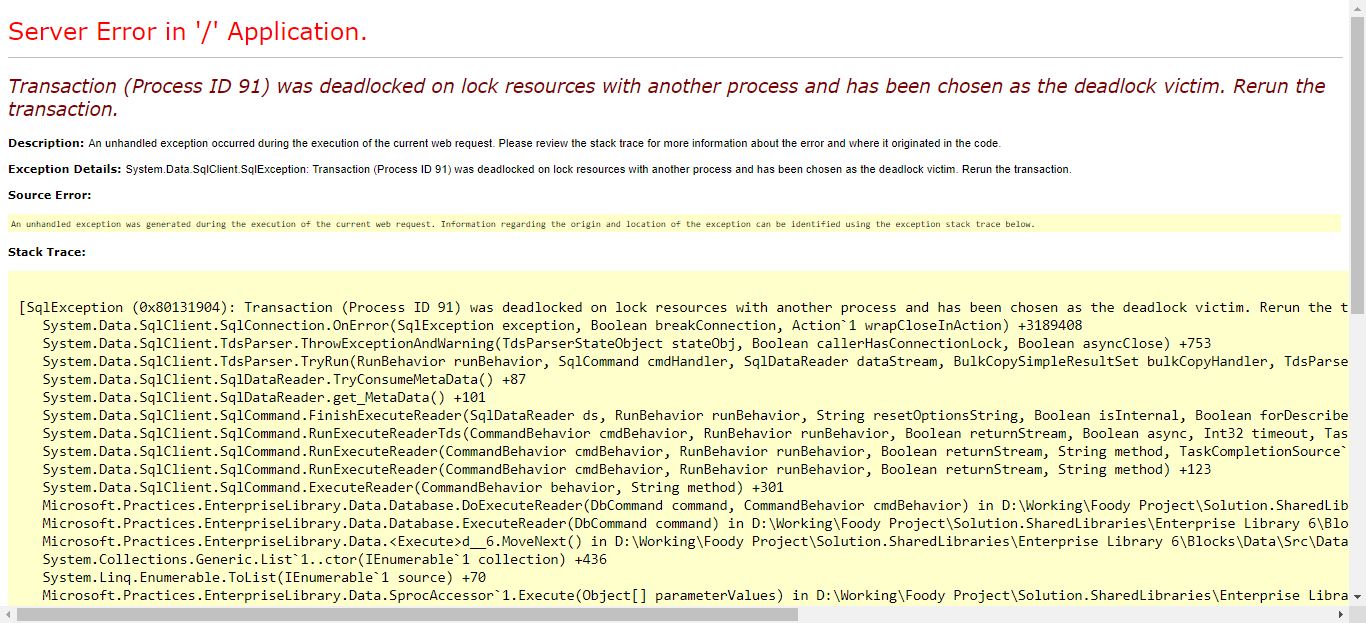 Server Error in '/' Application.
Transaction (Process ID 91) was deadlocked on lock resources with another process and has been chosen as the deadlock victim. Rerun the
transaction.
Description: An unhandled exception occurred during the execution of the current web request. Please review the stack trace for more information about the error and where it originated in the code.
Exception Details: System.Data.SqlClient.SqlException: Transaction (Process ID 91) was deadlocked on lock resources with another process and has been chosen as the deadlock victim. Rerun the transaction.
Source Error:
An unhandled exception was generated during the execution of the current web request. Information regarding the origin and location of the exception can be identified using the exception stack trace below.
Stack Trace:
[SqlException (0x80131904): Transaction (Process ID 91) was deadlocked on lock resources with another process and has been chosen as the deadlock victim. Rerun the t
System.Data.SqlClient.SqlConnection.OnError(SqlException exception, Boolean breakConnection, Action`1 wrapCloseInAction) +3189408
System.Data.SqlClient.TdsParser.ThrowExceptionAndWarning(TdsParserStateObject stateObj, Boolean callerHasConnectionLock, Boolean asyncClose) +753
System.Data.SqlClient.TdsParser.TryRun(RunBehavior runBehavior, SqlCommand cmdHandler, SqlDataReader dataStream, BulkCopySimpleResultSet bulkCopyHandler, TdsParse
System.Data.SqlClient.SqlDataReader.TryConsumeMetaData() +87
System.Data.SqlClient.SqlDataReader.get_MetaData() +101
System.Data.SqlClient.SqlCommand.FinishExecuteReader(SqlDataReader ds, RunBehavior runBehavior, String resetOptionsString, Boolean isInternal, Boolean forDescribe
System.Data.SqlClient.SqlCommand.RunExecuteReaderTds(CommandBehavior cmdBehavior, RunBehavior runBehavior, Boolean returnStream, Boolean async, Int32 timeout, Tas
System.Data.SqlClient.SqlCommand.RunExecuteReader(CommandBehavior cmdBehavior, RunBehavior runBehavior, Boolean returnStream, String method, TaskCompletionSource`
System.Data.SqlClient.SqlCommand.RunExecuteReader(CommandBehavior cmdBehavior, RunBehavior runBehavior, Boolean returnStream, String method) +123
System.Data.SqlClient.SqlCommand.ExecuteReader(CommandBehavior behavior, String method) +301
Microsoft.Practices.EnterpriseLibrary.Data.Database.DoExecuteReader(DbCommand command, CommandBehavior cmdBehavior) in D:\Working\Foody Project\Solution.SharedLib
Microsoft.Practices.EnterpriseLibrary.Data.Database.ExecuteReader(DbCommand command) in D:\Working\Foody Project\Solution.SharedLibraries\Enterprise Library 6\Blo
Microsoft.Practices.EnterpriseLibrary.Data.<Execute>d__6.MoveNext() in D:\Working\Foody Project\Solution.SharedLibraries\Enterprise Library 6\Blocks\Data\Src\Data
System.Collections.Generic.List`1..ctor(IEnumerable`1 collection) +436
System.Linq.Enumerable.ToList(IEnumerable`1 source) +70
Microsoft.Practices.EnterpriseLibrary.Data.SprocAccessor`1.Execute(Object[] parameterValues) in D:\Working\Foody Project\Solution.SharedLibraries\Enterprise Libra